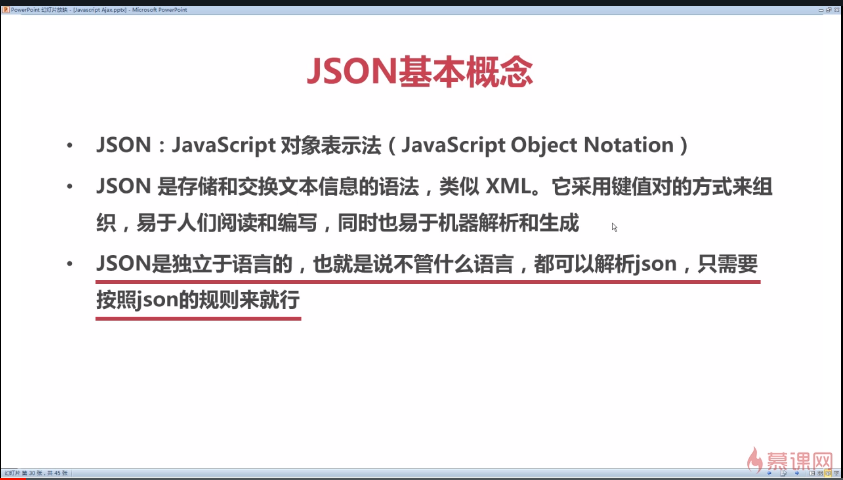 PowerPoint 幻灯片放映 - [Javascript Ajax.pptx] - Microsoft PowerPoint
JSON基本概念
• JSON：JavaScript 对象表示法（JavaScript Object Notation）
• JSON 是存储和交换文本信息的语法，类似 XML。它采用键值对的方式来组
织，易于人们阅读和编写，同时也易于机器解析和生成
• JSON是独立于语言的，也就是说不管什么语言，都可以解析json，只需要
按照json的规则来就行
慕课网
幻灯片 第 30 张，共 45 张